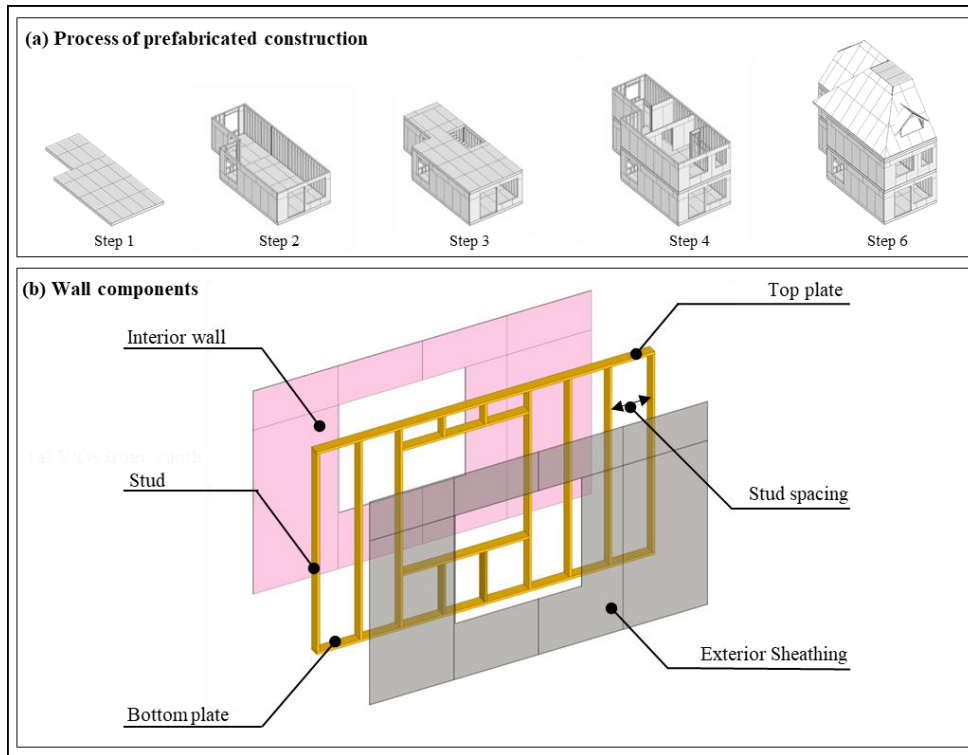 (a) Process of prefabricated construction
Step 1
Step 2
Step 3
Step 4
Step 6
(b) Wall components
Top plate
Interior wall
Stud
Stud spacing
Exterior Sheathing
Bottom plate